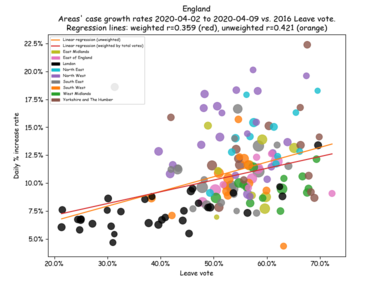 England
Areas' case growth rates 2020-04-02 to 2020-04-09 vs. 2016 Leave vote.
Regression lines: weighted r=0.359 (red), unweighted r=0.421 (orange)
Linear regression (unweighted)
Linear regression (weighted by total votes)
East Midlands
East of England
London
North East
North West
South East
South West
West Midlands
Yorkshire and The Humber
22.5%
20.0%
17.5%
15.0%
12.5%
10.0%
7.5%
5.0%
Daily % increase rate
20.0%
30.0%
40.0%
50.0%
60.0%
70.0%
Leave vote